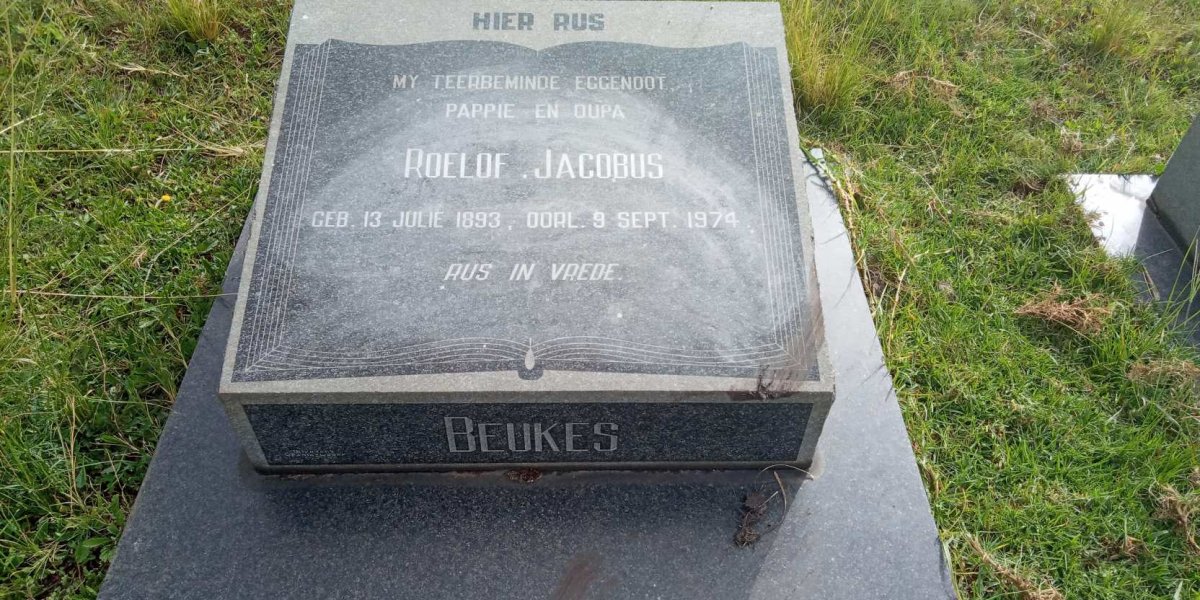 HIER RUS
MY TEERBEMINDE EGGENOOT,
PAPPIE EN OUPA
ROELOF JACOBUS
GEB. 13 JULIE 1893, OORL. 9 SEPT. 1974
RUS IN VREDE.
BEUKES